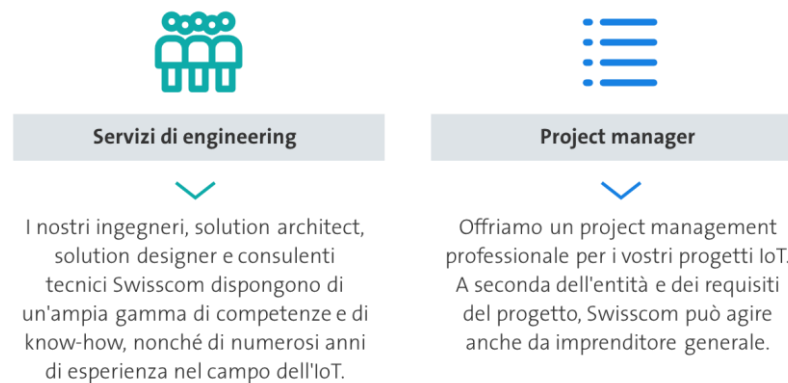 Servizi di engineering
I nostri ingegneri, solution architect,
solution designer e consulenti
tecnici Swisscom dispongono di
un'ampia gamma di competenze e di
know-how, nonché di numerosi anni
di esperienza nel campo dell'IoT.
Project manager
Offriamo un project management
professionale per i vostri progetti IoT.
A seconda dell'entità e dei requisiti
del progetto, Swisscom può agire
anche da imprenditore generale.